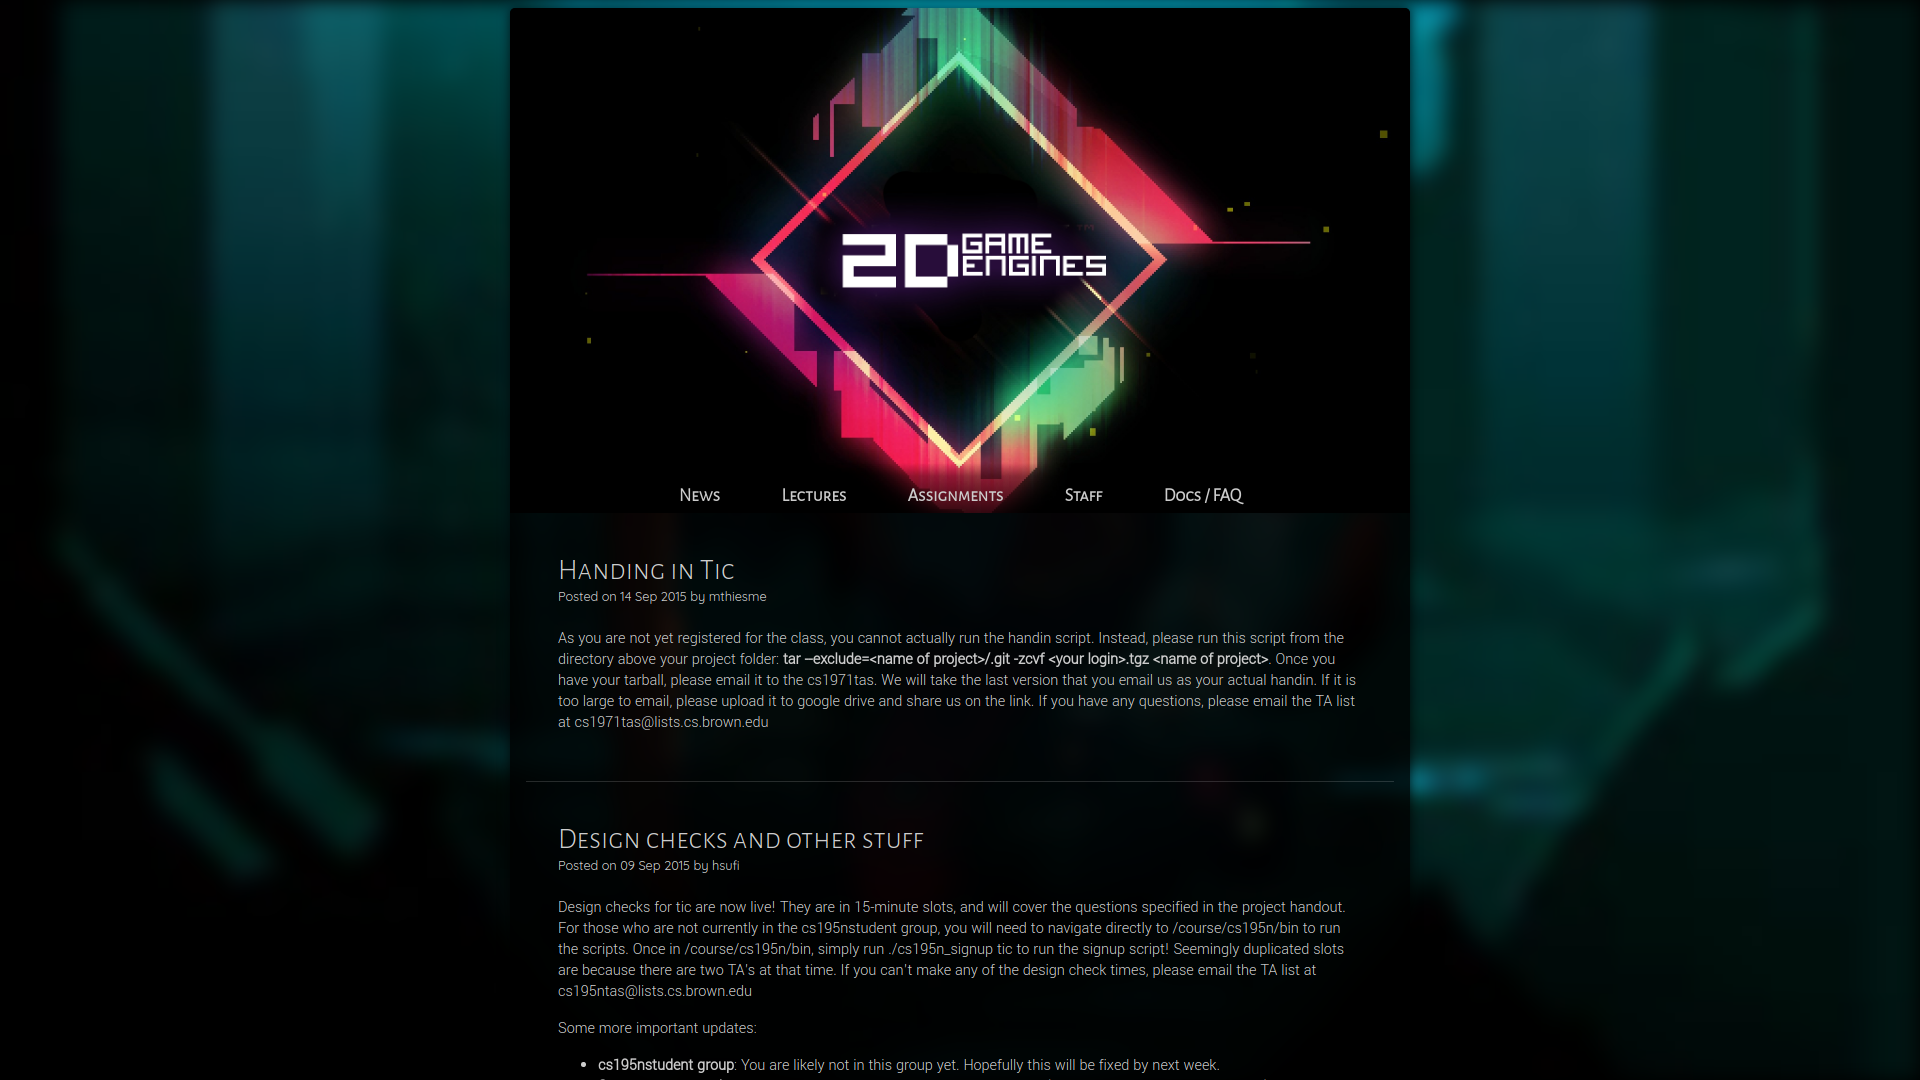 2D GAME
ENGINES
News Lectures Assignments Staff Docs / FAQ
Handing in Tic
Posted on 14 Sep 2015 by mthiesme
As you are not yet registered for the class, you cannot actually run the handin script. Instead, please run this script from the
directory above your project folder: tar --exclude=<name of project>/.git -zcvf <your login>.tgz <name of project>. Once you
have your tarball, please email it to the cs1971tas. We will take the last version that you email us as your actual handin. If it is
too large to email, please upload it to google drive and share us on the link. If you have any questions, please email the TA list
at cs1971tas@lists.cs.brown.edu
Design checks and other stuff
Posted on 09 Sep 2015 by hsufi
Design checks for tic are now live! They are in 15-minute slots, and will cover the questions specified in the project handout.
For those who are not currently in the cs195nstudent group, you will need to navigate directly to /course/cs195n/bin to run
the scripts. Once in /course/cs195n/bin, simply run ./cs195n_signup tic to run the signup script! Seemingly duplicated slots
are because there are two TA's at that time. If you can't make any of the design check times, please email the TA list at
cs195ntas@lists.cs.brown.edu
Some more important updates:
• cs195nstudent group: You are likely not in this group yet. Hopefully this will be fixed by next week.